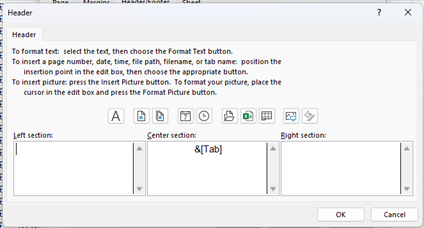 Page Margins Header/Footer Sheet
Header
Header
To format text: select the text, then choose the Format Text button.
To insert a page number, date, time, file path, filename, or tab name: position the
insertion point in the edit box, then choose the appropriate button.
To insert picture: press the Insert Picture button. To format your picture, place the
cursor in the edit box and press the Format Picture button.
A
Left section:
Center section:
Right section:
&[Tab]
OK
Cancel